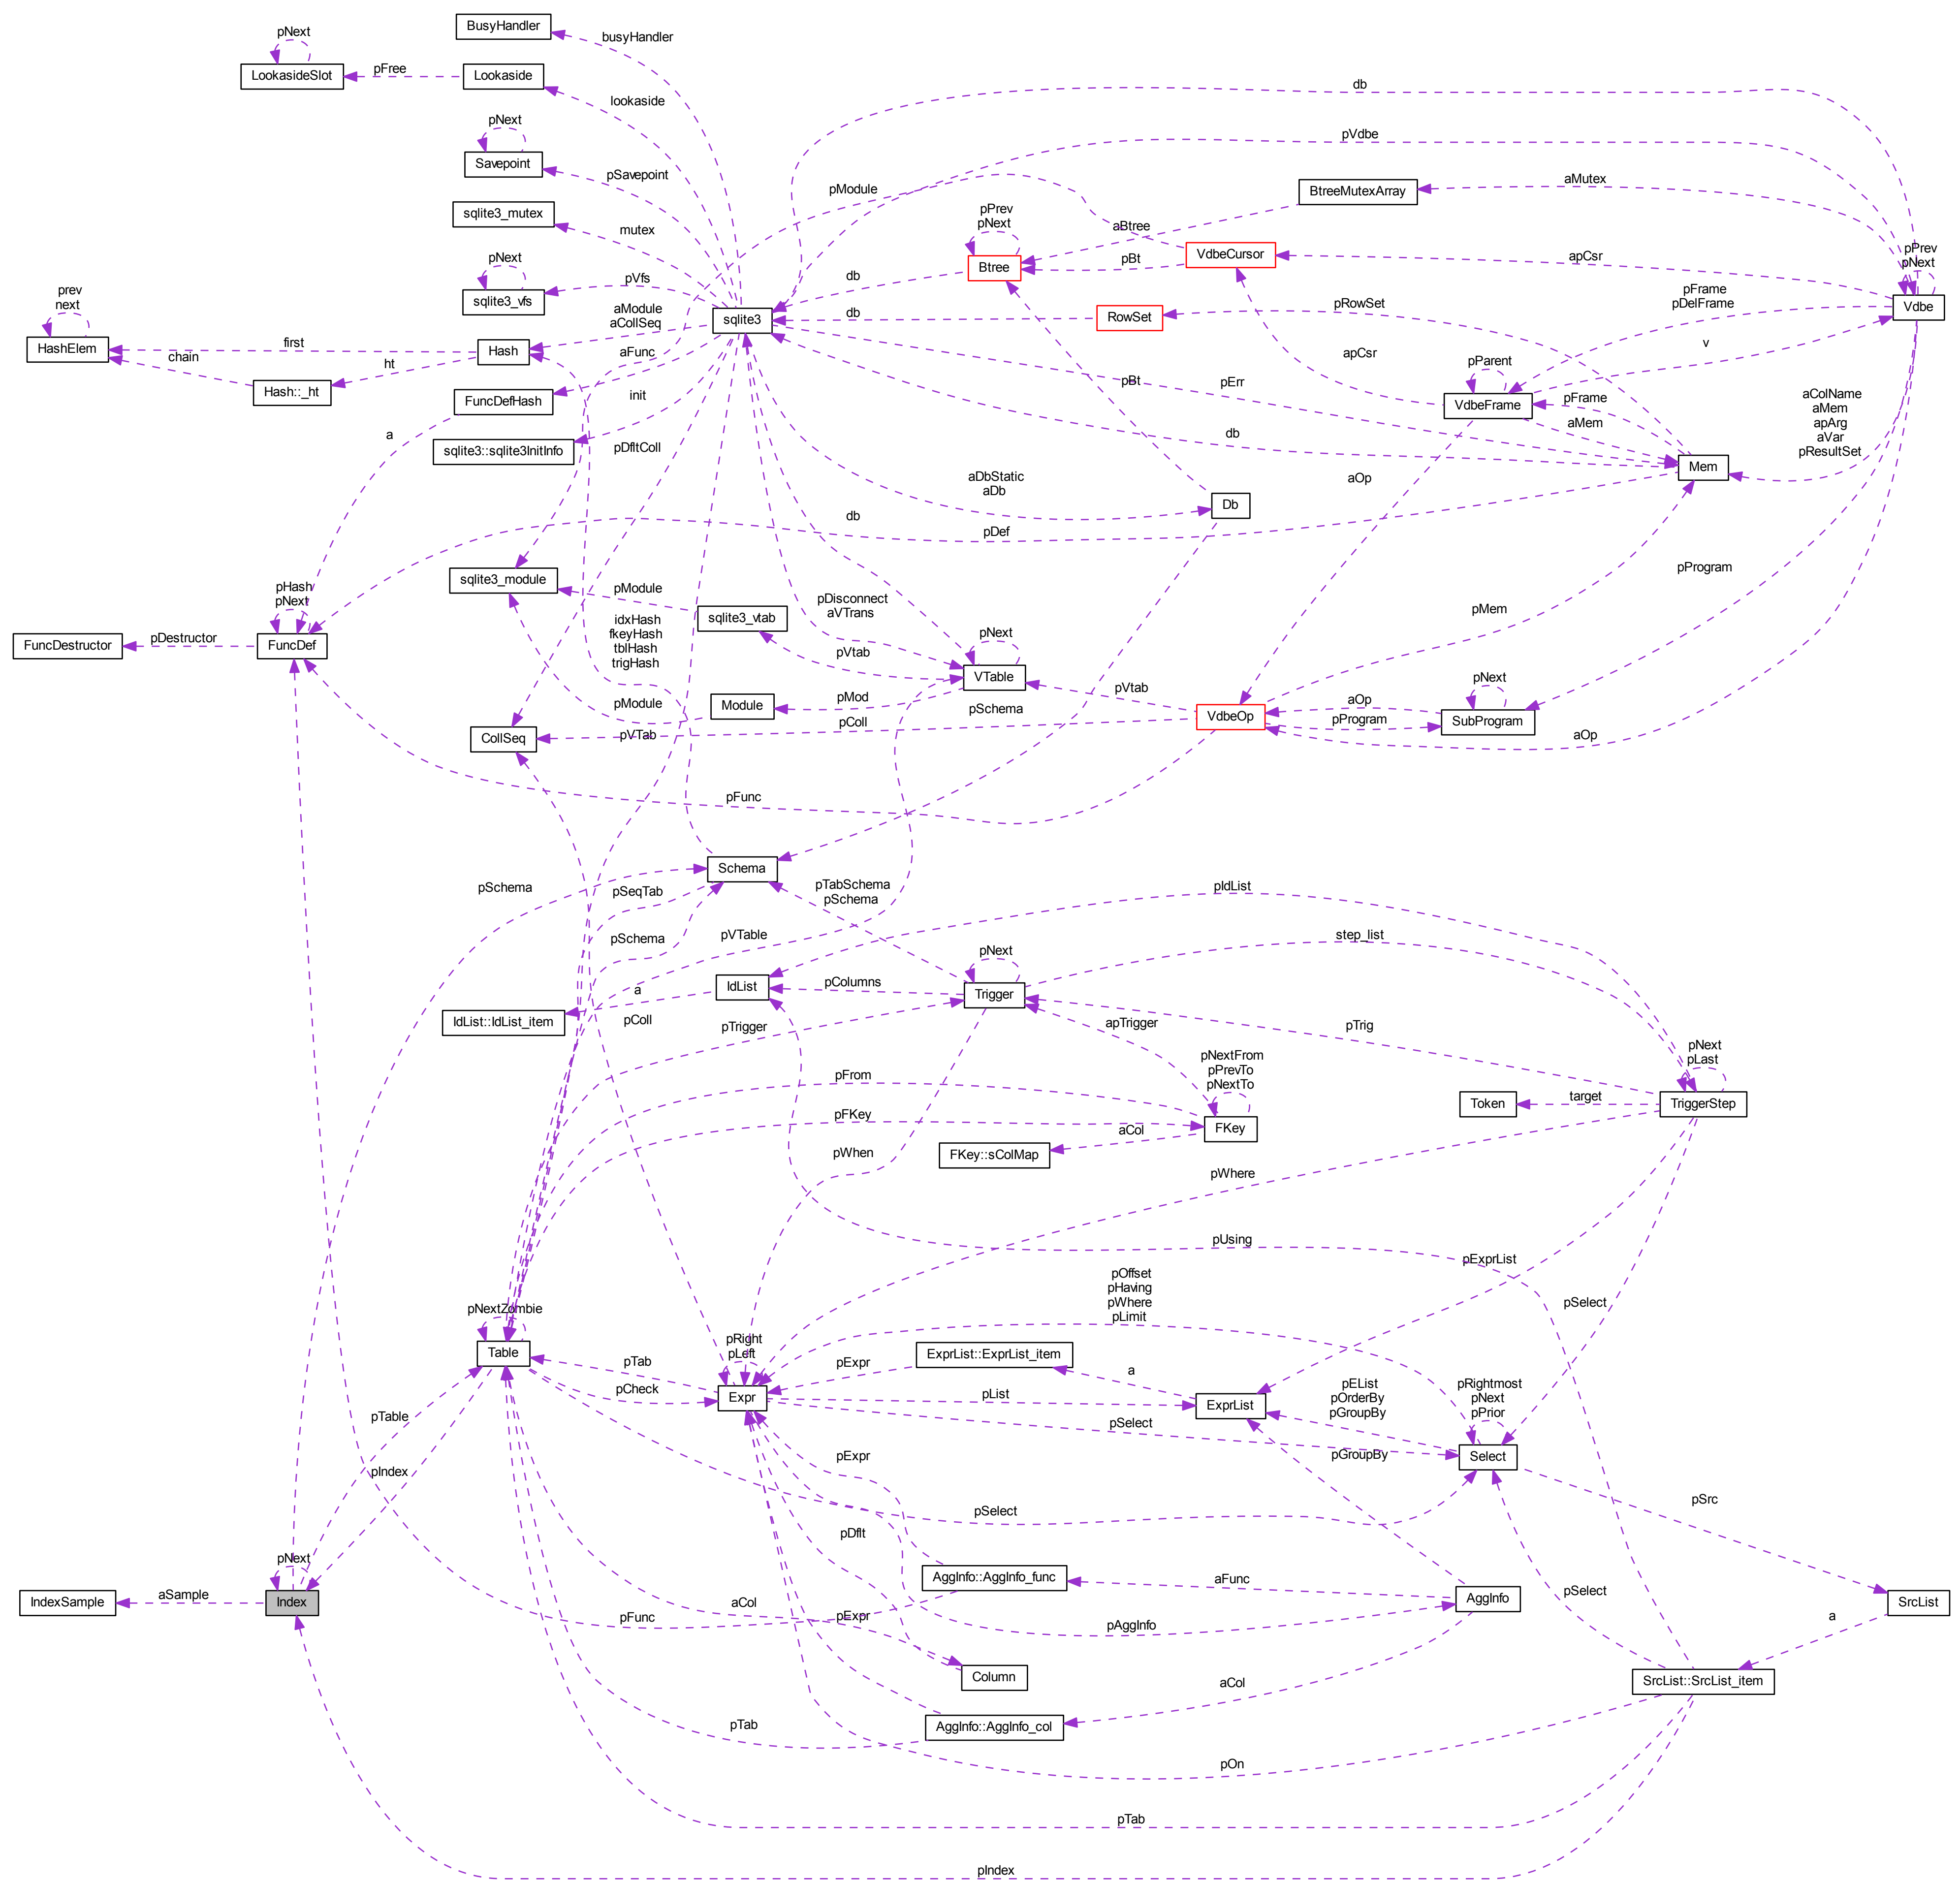 BusyHandler
busyHandler
pNext
LookasideSlot
pFree
Lookaside
lookaside
db
pNext
Savepoint
pSavepoint
pModule
pVdbe
aMutex
BtreeMutexArray
sqlite3_mutex
mutex
pPrev
pNext
aBtree
VdbeCursor
apCsr
pPrev
pNext
Btree
pBt
pNext
sqlite3_vfs
pVfs
db
Vdbe
prev
next
HashElem
first
chain
Hash
ht
Hash::_ht
aModule
aCollSeq
sqlite3
db
RowSet
pRowSet
pFrame
pDelFrame
v
aFunc
FuncDefHash
init
sqlite3::sqlite3InitInfo
a
pDfltColl
pErr
apCsr
pParent
VdbeFrame
pFrame
aMem
db
Mem
aColName
aMem
apArg
aVar
pResultSet
aDbStatic
aDb
pBt
Db
aOp
db
pDef
sqlite3_module
pModule
sqlite3_vtab
pDisconnect
aVTrans
pMem
pProgram
pHash
pNext
FuncDef
pDestructor
FuncDestructor
idxHash
fkeyHash
tblHash
trigHash
pVtab
pNext
VTable
pModule
Module
pMod
pVtab
VdbeOp
aOp
pProgram
pNext
SubProgram
aOp
CollSeq
pVTab
pColl
pSchema
pFunc
Schema
pSchema
pSeqTab
pTabSchema
pSchema
pIdList
pSchema
pVTable
step_list
pNext
Trigger
pColumns
IdList
a
IdList::IdList_item
pColl
pTrigger
apTrigger
pTrig
pNext
pLast
TriggerStep
target
Token
pFrom
pNextFrom
pPrevTo
pNextTo
FKey
pFKey
aCol
FKey::sColMap
pWhen
pWhere
pUsing
pExprList
pSelect
pOffset
pHaving
pWhere
pLimit
pNextZombie
Table
pTab
pCheck
pRight
pLeft
Expr
pExpr
ExprList::ExprList_item
a
pList
ExprList
pEList
pOrderBy
pGroupBy
pRightmost
pNext
pPrior
Select
pSelect
pTable
pIndex
pExpr
pGroupBy
pSelect
pSrc
pDflt
pNext
Index
aSample
IndexSample
AggInfo::AggInfo_func
aFunc
AggInfo
pSelect
SrcList
a
aCol
pFunc
pExpr
pAggInfo
Column
aCol
SrcList::SrcList_item
AggInfo::AggInfo_col
pTab
pOn
pTab
pIndex